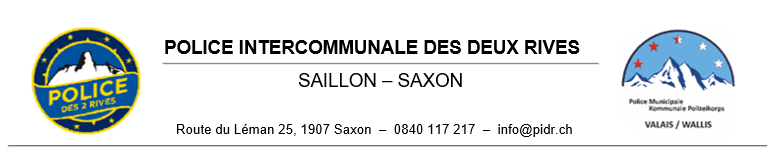 POLICE
DES 2 RIVES
POLICE INTERCOMMUNALE DES DEUX RIVES
SAILLON – SAXON
Route du Léman 25, 1907 Saxon – 0840 117 217 – info@pidr.ch
Police Municipale
Kommunale Polizeikorps
VALAIS / WALLIS